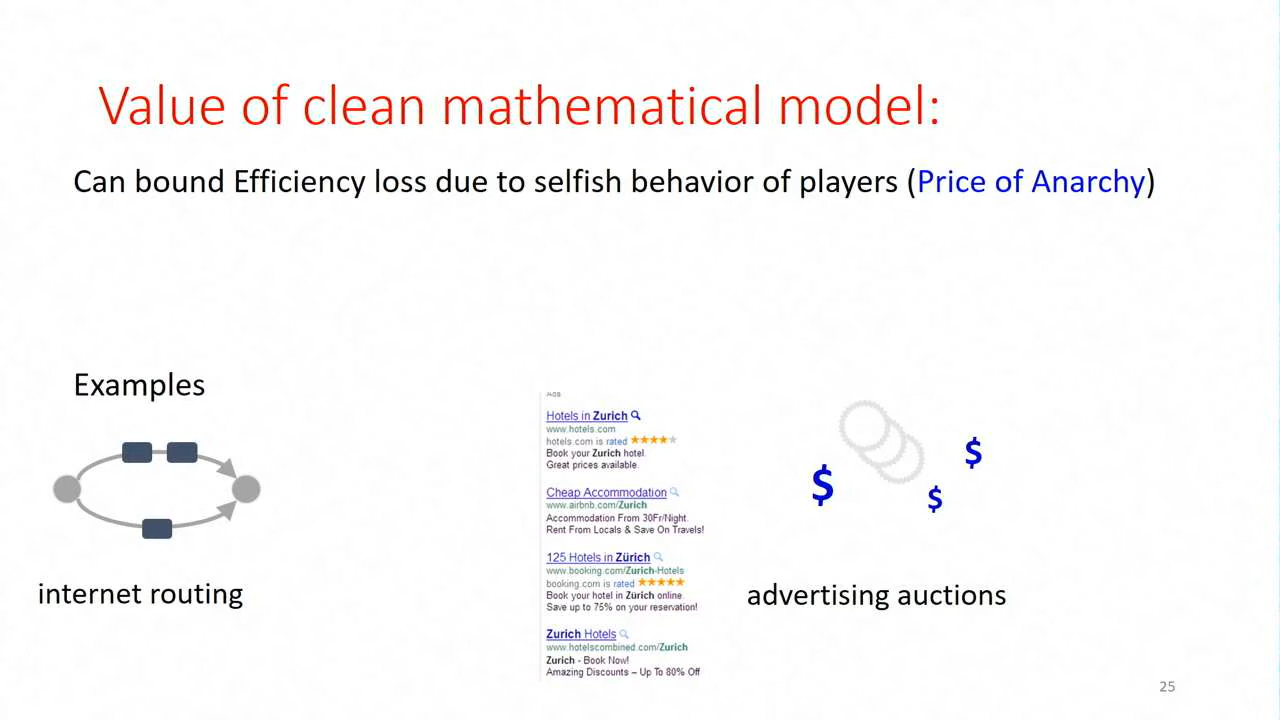 Value of clean mathematical model:
Can bound Efficiency loss due to selfish behavior of players (Price of Anarchy)
Examples
internet routing
Ads
Hotels in Zurich
www.hotels.com
hotels.com is rated ★★★★★
Book your Zurich hotel.
Great prices available.
Cheap Accommodation
www.airbnb.com/Zurich
Accommodation From 30Fr/Night.
Rent From Locals & Save On Travels!
125 Hotels in Zürich
www.booking.com/Zurich-Hotels
booking.com is rated ★★★★★
Book your hotel in Zürich online.
Save up to 75% on your reservation!
Zurich Hotels
www.hotelscombined.com/Zurich
Zurich - Book Now!
Amazing Discounts – Up To 80% Off
$ $ $
advertising auctions
25